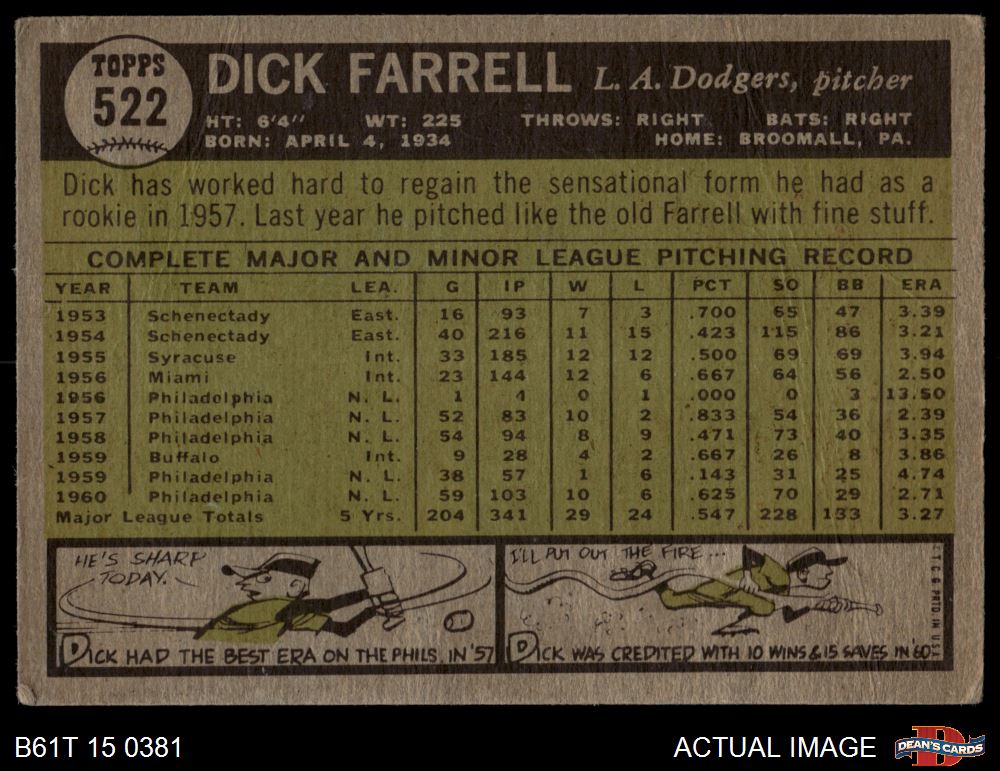 TOPPS
522
DICK FARRELL L. A. Dodgers, pitcher
HT: 6'4" WT: 225 THROWS: RIGHT BATS: RIGHT
BORN: APRIL 4, 1934 HOME: BROOMALL, PA.
Dick has worked hard to regain the sensational form he had as a
rookie in 1957. Last year he pitched like the old Farrell with fine stuff.
COMPLETE MAJOR AND MINOR LEAGUE PITCHING RECORD
YEAR TEAM LEA. G IP W L PCT SO BB ERA
1953 Schenectady East. 16 93 7 3 .700 65 47 3.39
1954 Schenectady East. 40 216 11 15 .423 115 86 3.21
1955 Syracuse Int. 33 185 12 12 .500 69 69 3.94
1956 Miami Int. 23 144 12 6 .667 64 56 2.50
1956 Philadelphia N. L. 1 4 0 1 .000 0 3 13.50
1957 Philadelphia N. L. 52 83 10 2 .833 54 36 2.39
1958 Philadelphia N. L. 54 94 8 9 .471 73 40 3.35
1959 Buffalo Int. 9 28 4 2 .667 26 8 3.86
1959 Philadelphia N. L. 38 57 1 6 .143 31 25 4.74
1960 Philadelphia N. L. 59 103 10 6 .625 70 29 2.71
Major League Totals 5 Yrs. 204 341 29 24 .547 228 133 3.27
HE'S SHARP
TODAY.
DICK HAD THE BEST ERA ON THE PHILS, IN '57
I'LL PUT OUT THE FIRE...
DICK WAS CREDITED WITH 10 WINS & 15 SAVES IN '60
T. C. G. PRTD. IN U.S.A.
B61T 15 0381
ACTUAL IMAGE
D
DEAN'S CARDS